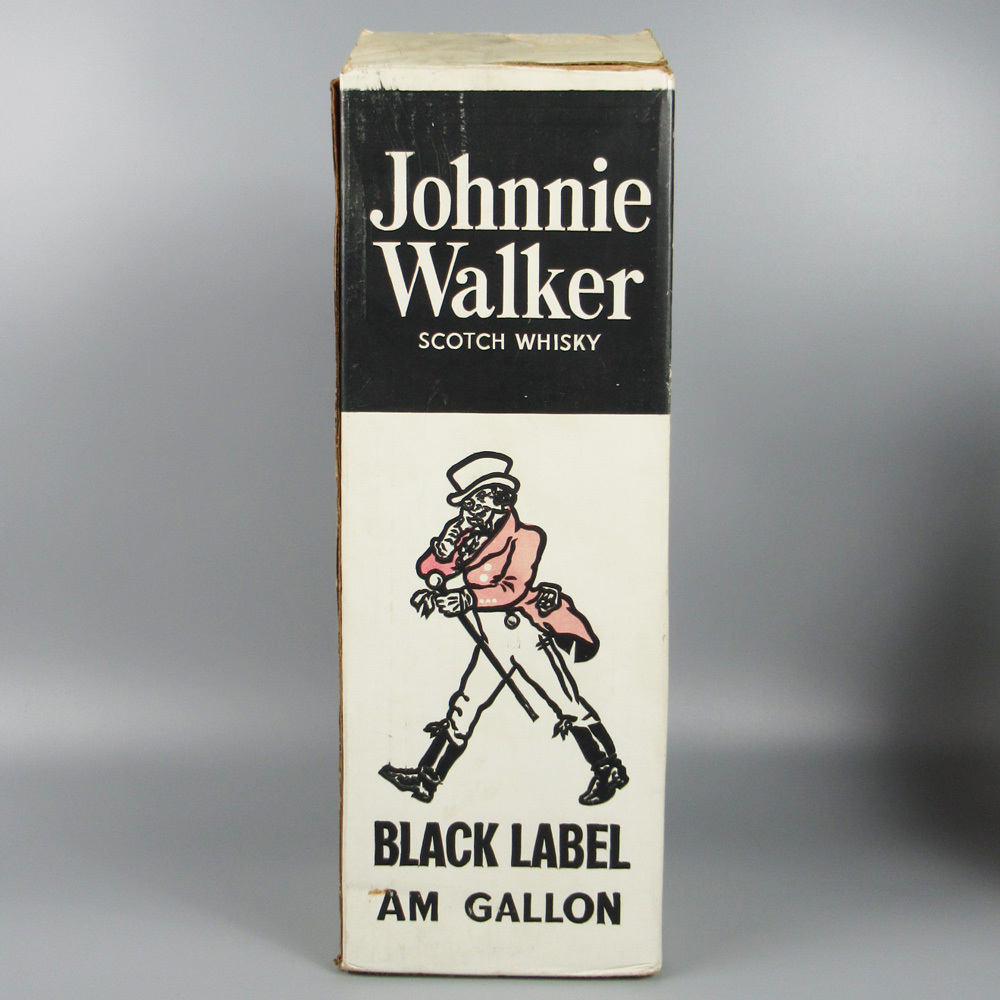 Johnnie
Walker
SCOTCH WHISKY
BLACK LABEL
AM GALLON